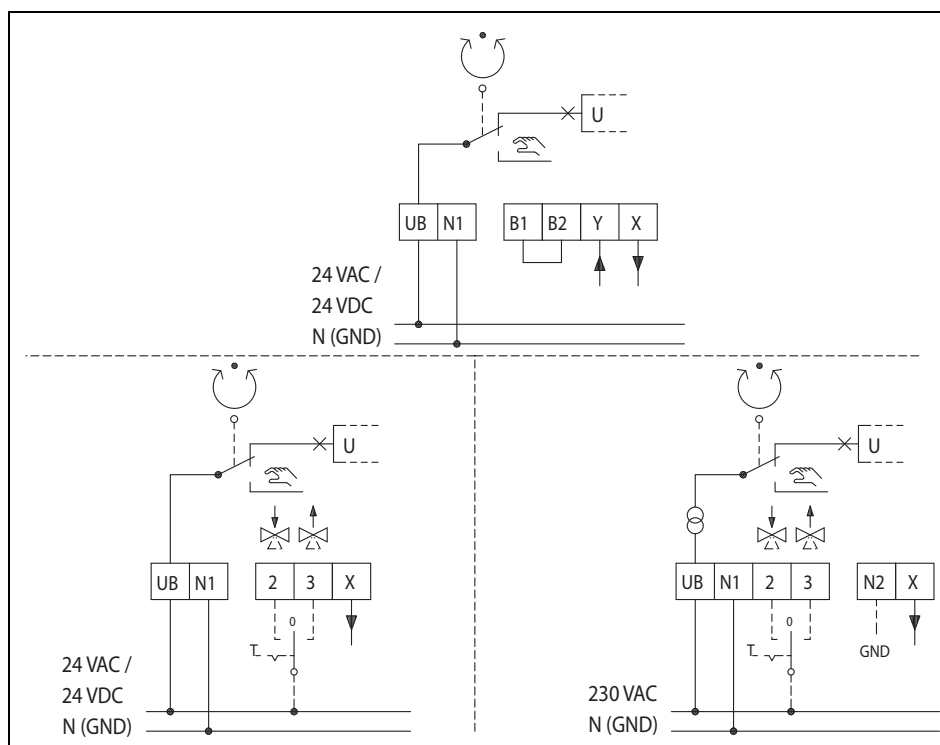 U
UB N1 B1 B2 Y X
24 VAC /
24 VDC
N (GND)
U
UB N1 2 3 X
0
T
24 VAC /
24 VDC
N (GND)
U
UB N1 2 3 N2 X
0
T
GND
230 VAC
N (GND)